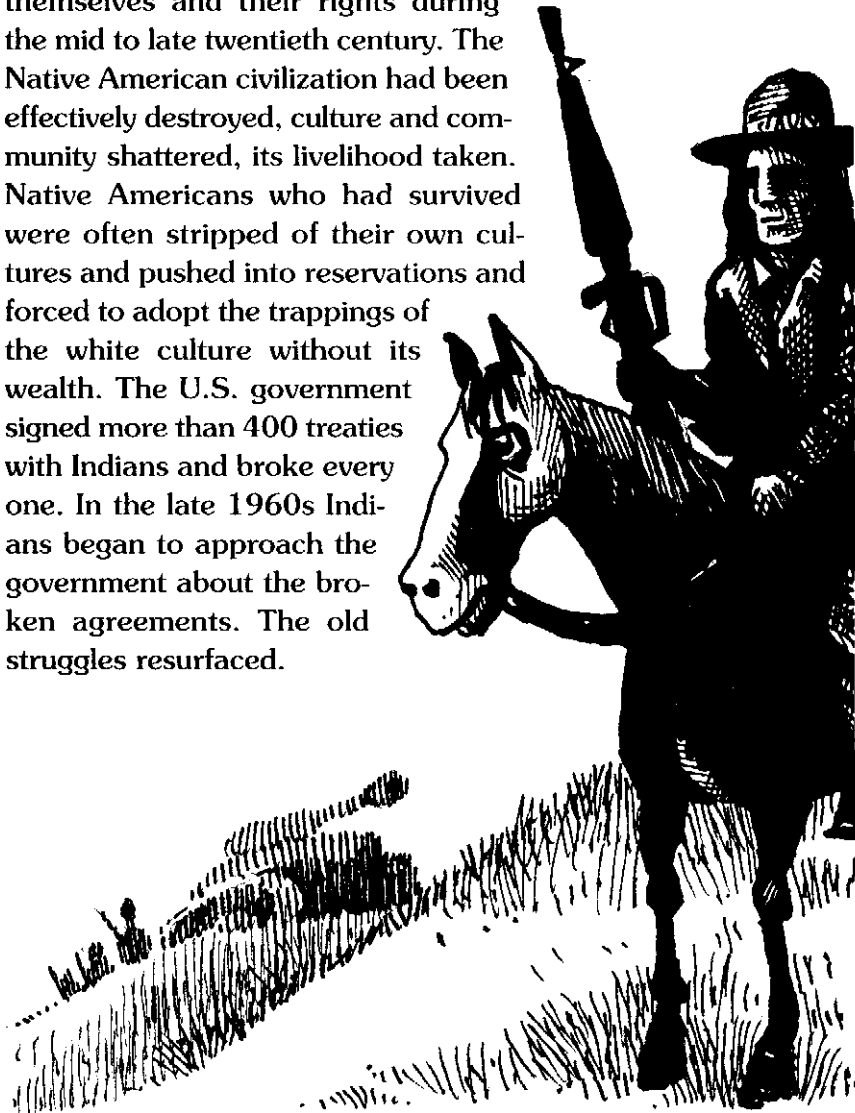 themselves and their rights during
the mid to late twentieth century. The
Native American civilization had been
effectively destroyed, culture and com-
munity shattered, its livelihood taken.
Native Americans who had survived
were often stripped of their own cul-
tures and pushed into reservations and
forced to adopt the trappings of
the white culture without its
wealth. The U.S. government
signed more than 400 treaties
with Indians and broke every
one. In the late 1960s Indi-
ans began to approach the
government about the bro-
ken agreements. The old
struggles resurfaced.